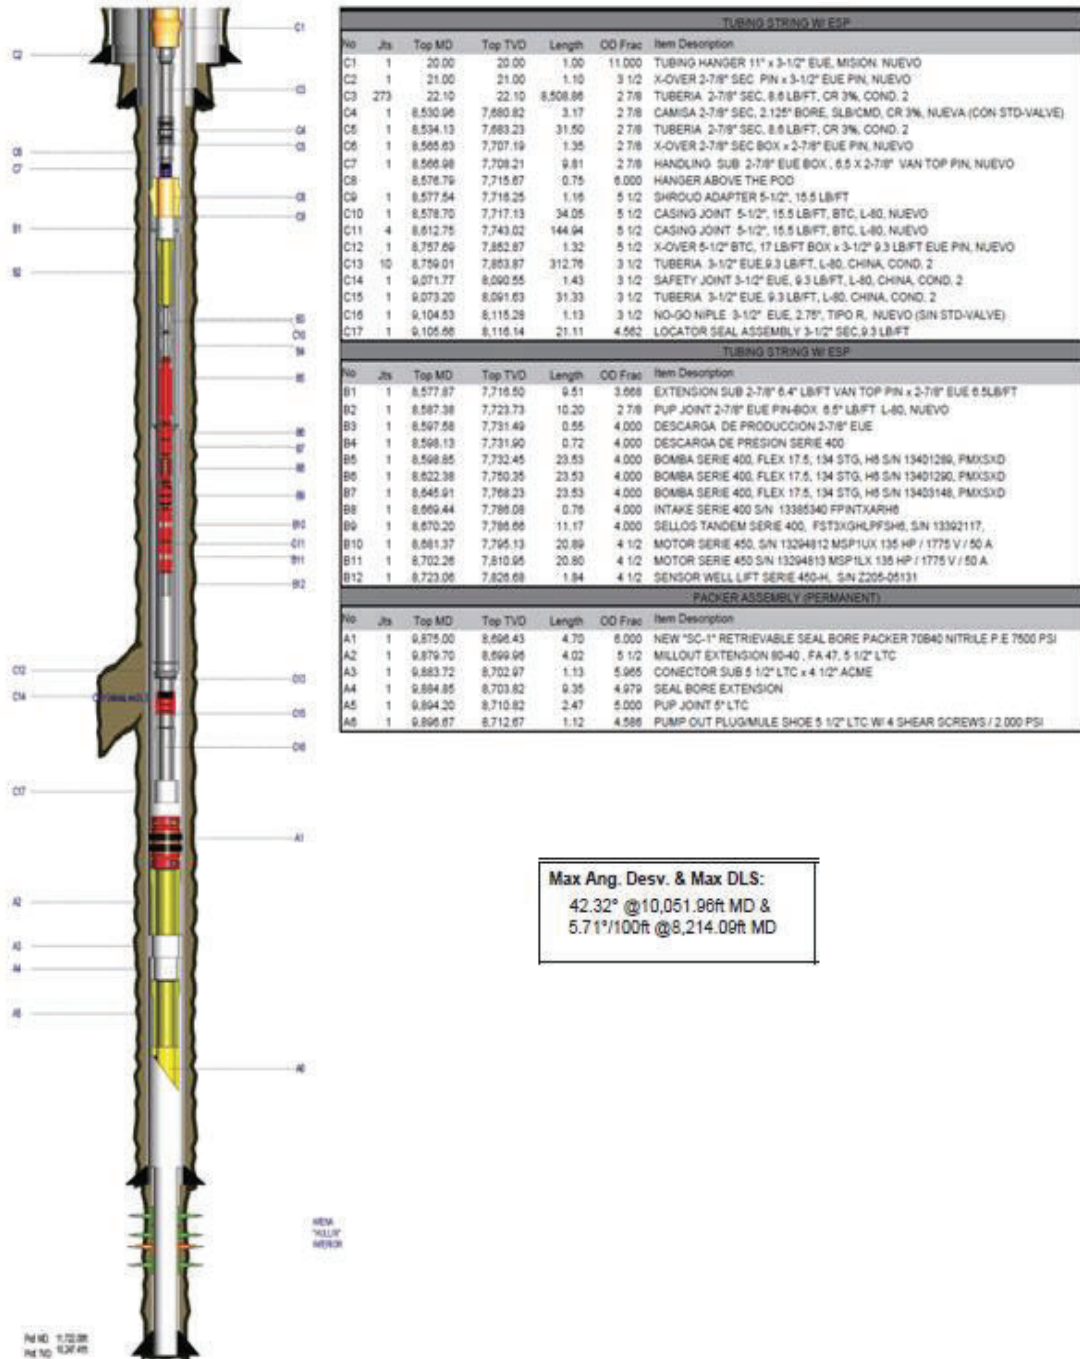 TUBING STRING W/ ESP
No Jts Top MD Top TVD Length OD Frac Item Description
C1 1 20.00 20.00 1.00 11.000 TUBING HANGER 11" x 3-1/2" EUE, MISION. NUEVO
C2 1 21.00 21.00 1.10 3 1/2 X-OVER 2-7/8" SEC PIN x 3-1/2" EUE PIN, NUEVO
C3 273 22.10 22.10 8,508.86 2 7/8 TUBERIA 2-7/8" SEC, 8.6 LB/FT, CR 3%, COND. 2
C4 1 8,530.96 7,680.82 3.17 2 7/8 CAMISA 2-7/8" SEC, 2.125" BORE, SLB/CMD, CR 3%, NUEVA (CON STD-VALVE)
C5 1 8,534.13 7,683.23 31.50 2 7/8 TUBERIA 2-7/8" SEC, 8.6 LB/FT, CR 3%, COND. 2
C6 1 8,565.63 7,707.19 1.35 2 7/8 X-OVER 2-7/8" SEC BOX x 2-7/8" EUE PIN, NUEVO
C7 1 8,566.98 7,708.21 9.81 2 7/8 HANDLING SUB 2-7/8" EUE BOX , 6.5 X 2-7/8" VAN TOP PIN, NUEVO
C8 8,576.79 7,715.67 0.75 6.000 HANGER ABOVE THE POD
C9 1 8,577.54 7,716.25 1.16 5 1/2 SHROUD ADAPTER 5-1/2", 15.5 LB/FT
C10 1 8,578.70 7,717.13 34.05 5 1/2 CASING JOINT 5-1/2", 15.5 LB/FT, BTC, L-80, NUEVO
C11 4 8,612.75 7,743.02 144.94 5 1/2 CASING JOINT 5-1/2", 15.5 LB/FT, BTC, L-80, NUEVO
C12 1 8,757.69 7,852.87 1.32 5 1/2 X-OVER 5-1/2" BTC, 17 LB/FT BOX x 3-1/2" 9.3 LB/FT EUE PIN, NUEVO
C13 10 8,759.01 7,853.87 312.76 3 1/2 TUBERIA 3-1/2" EUE,9.3 LB/FT, L-80, CHINA, COND. 2
C14 1 9,071.77 8,090.55 1.43 3 1/2 SAFETY JOINT 3-1/2" EUE, 9.3 LB/FT, L-80, CHINA, COND. 2
C15 1 9,073.20 8,091.63 31.33 3 1/2 TUBERIA 3-1/2" EUE, 9.3 LB/FT, L-80, CHINA, COND. 2
C16 1 9,104.53 8,115.28 1.13 3 1/2 NO-GO NIPLE 3-1/2" EUE, 2.75", TIPO R, NUEVO (SIN STD-VALVE)
C17 1 9,105.66 8,116.14 21.11 4.562 LOCATOR SEAL ASSEMBLY 3-1/2" SEC,9.3 LB/FT
TUBING STRING W/ ESP
No Jts Top MD Top TVD Length OD Frac Item Description
B1 1 8,577.87 7,716.50 9.51 3.668 EXTENSION SUB 2-7/8" 6.4" LB/FT VAN TOP PIN x 2-7/8" EUE 6.5LB/FT
B2 1 8,587.38 7,723.73 10.20 2 7/8 PUP JOINT 2-7/8" EUE PIN-BOX 6.5" LB/FT L-80, NUEVO
B3 1 8,597.58 7,731.49 0.55 4.000 DESCARGA DE PRODUCCION 2-7/8" EUE
B4 1 8,598.13 7,731.90 0.72 4.000 DESCARGA DE PRESION SERIE 400
B5 1 8,598.85 7,732.45 23.53 4.000 BOMBA SERIE 400, FLEX 17.5, 134 STG, H6 S/N 13401289, PMXSXD
B6 1 8,622.38 7,750.35 23.53 4.000 BOMBA SERIE 400, FLEX 17.5, 134 STG, H6 S/N 13401290, PMXSXD
B7 1 8,645.91 7,768.23 23.53 4.000 BOMBA SERIE 400, FLEX 17.5, 134 STG, H6 S/N 13403148, PMXSXD
B8 1 8,669.44 7,786.08 0.76 4.000 INTAKE SERIE 400 S/N 13385340 FPINTXARH6
B9 1 8,670.20 7,786.66 11.17 4.000 SELLOS TANDEM SERIE 400, FST3XGHLPFSH6, S/N 13392117,
B10 1 8,681.37 7,795.13 20.89 4 1/2 MOTOR SERIE 450, S/N 13294812 MSP1UX 135 HP / 1775 V / 50 A
B11 1 8,702.26 7,810.95 20.80 4 1/2 MOTOR SERIE 450 S/N 13294813 MSP1LX 135 HP / 1775 V / 50 A
B12 1 8,723.06 7,826.68 1.84 4 1/2 SENSOR WELL LIFT SERIE 450-H, S/N Z205-05131
PACKER ASSEMBLY (PERMANENT)
No Jts Top MD Top TVD Length OD Frac Item Description
A1 1 9,875.00 8,696.43 4.70 6.000 NEW "SC-1" RETRIEVABLE SEAL BORE PACKER 70B40 NITRILE P.E 7500 PSI
A2 1 9,879.70 8,699.96 4.02 5 1/2 MILLOUT EXTENSION 80-40 , FA 47, 5 1/2" LTC
A3 1 9,883.72 8,702.97 1.13 5.965 CONECTOR SUB 5 1/2" LTC x 4 1/2" ACME
A4 1 9,884.85 8,703.82 9.35 4.979 SEAL BORE EXTENSION
A5 1 9,894.20 8,710.82 2.47 5.000 PUP JOINT 5" LTC
A6 1 9,896.67 8,712.67 1.12 4.586 PUMP OUT PLUG/MULE SHOE 5 1/2" LTC W/ 4 SHEAR SCREWS / 2.000 PSI
Max Ang. Desv. & Max DLS:
42.32° @10,051.96ft MD &
5.71°/100ft @8,214.09ft MD
C1
C2
C3
C4
C5
C6
C7
C8
C9
B1
B2
B3
C10
B4
B5
B6
B7
B8
B9
B10
C11
B11
B12
C12
C13
C14
C15
C16
C17
A1
A2
A3
A4
A5
A6
ARENA
"HOLLIN"
INFERIOR